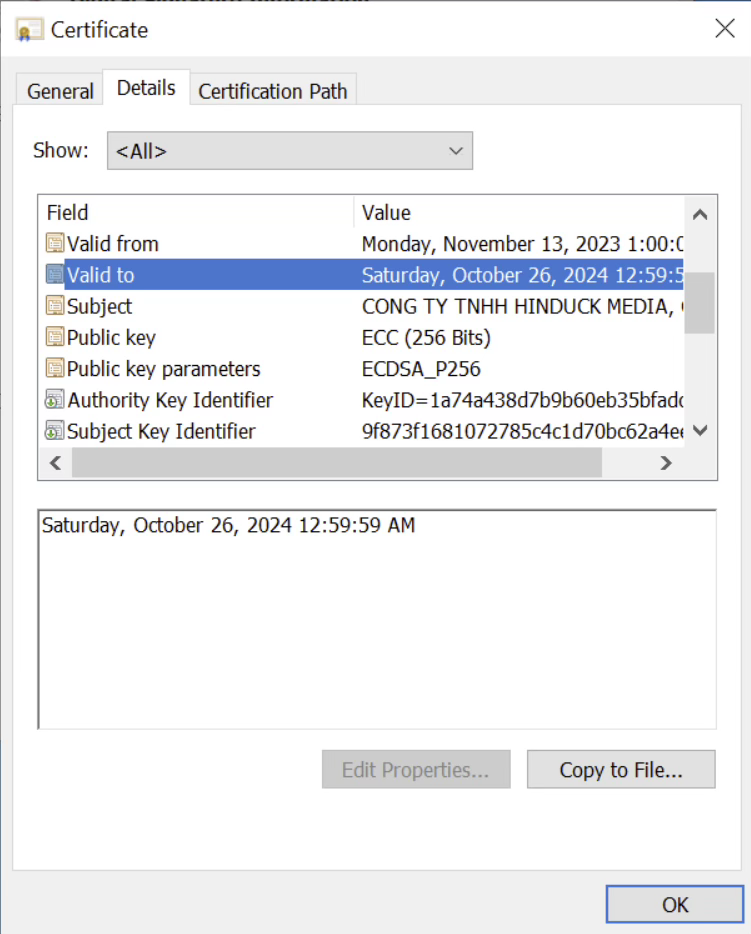 Certificate
General Details Certification Path
Show: <All>
Field Value
Valid from Monday, November 13, 2023 1:00:0
Valid to Saturday, October 26, 2024 12:59:5
Subject CONG TY TNHH HINDUCK MEDIA,
Public key ECC (256 Bits)
Public key parameters ECDSA_P256
Authority Key Identifier KeyID=1a74a438d7b9b60eb35bfadc
Subject Key Identifier 9f873f1681072785c4c1d70bc62a4ee
Saturday, October 26, 2024 12:59:59 AM
Edit Properties... Copy to File...
OK